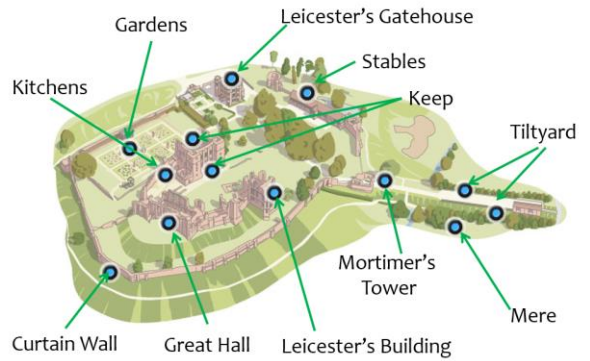 Leicester’s Gatehouse
Gardens
Stables
Kitchens
Keep
Tiltyard
Mortimer’s
Tower
Mere
Curtain Wall
Great Hall
Leicester’s Building